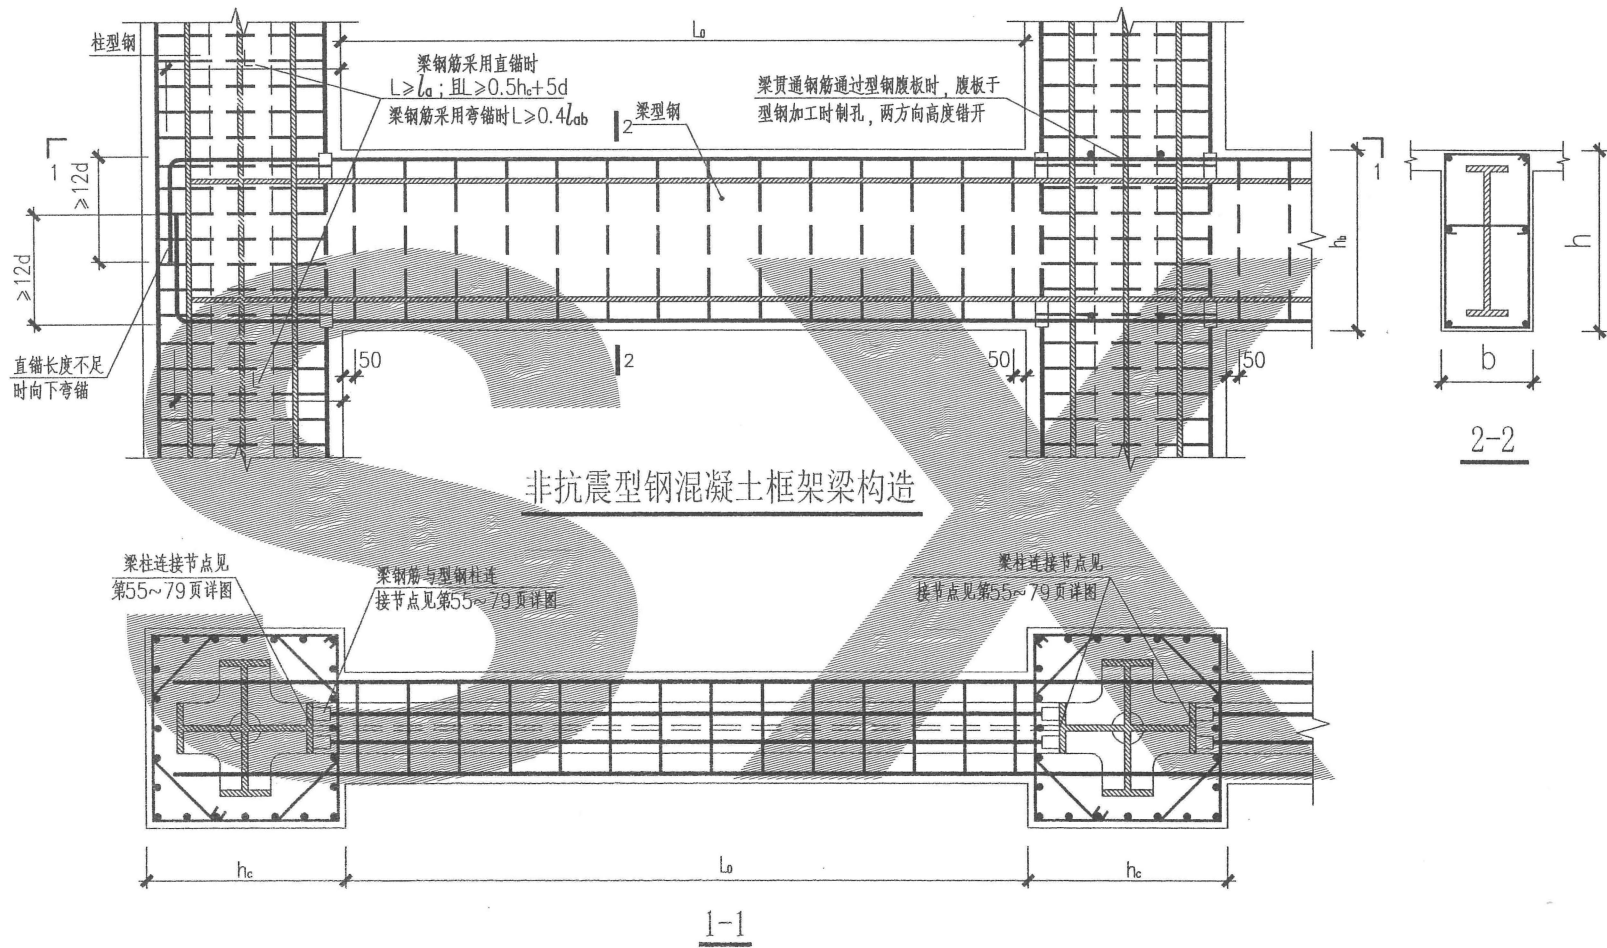 柱型钢
梁钢筋采用直锚时
L≥la；且L≥0.5hc+5d
梁钢筋采用弯锚时L≥0.4lab
L0
梁型钢
梁贯通钢筋通过型钢腹板时，腹板于
型钢加工时制孔，两方向高度错开
2
1
1
≥12d
≥12d
hb
h
直锚长度不足
时向下弯锚
L
L
50
2
50
50
b
2-2
非抗震型钢混凝土框架梁构造
梁柱连接节点见
第55~79页详图
梁钢筋与型钢柱连
接节点见第55~79页详图
梁柱连接节点见
接节点见第55~79页详图
hc
L0
hc
1-1
SX